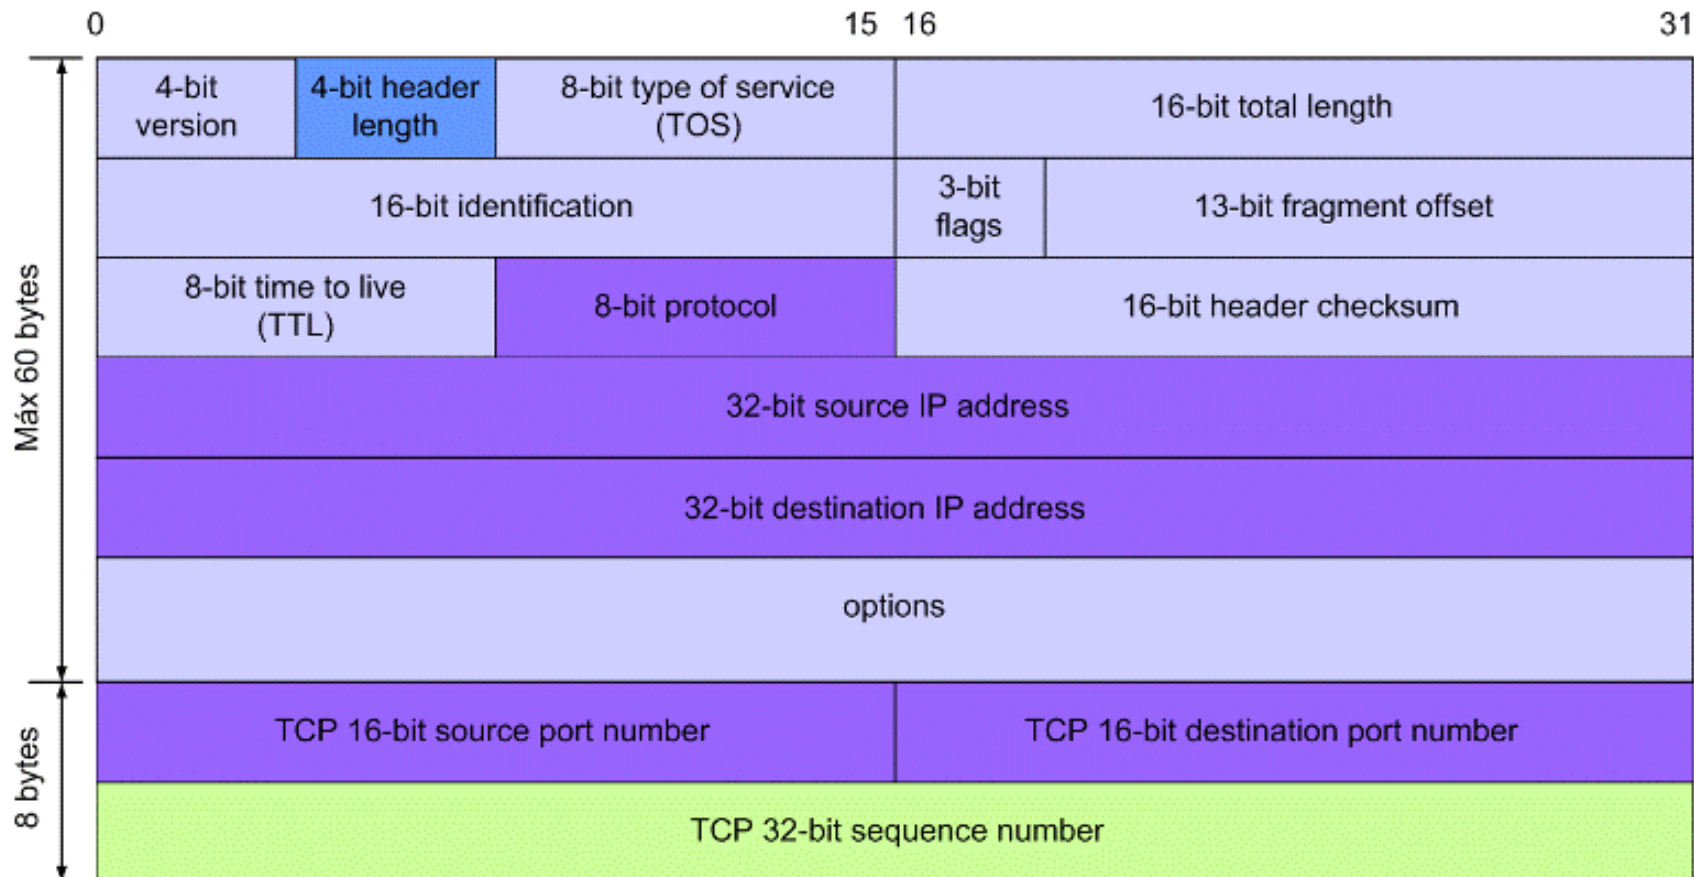 0 15 16 31
4-bit
version
4-bit header
length
8-bit type of service
(TOS)
16-bit total length
16-bit identification
3-bit
flags
13-bit fragment offset
8-bit time to live
(TTL)
8-bit protocol
16-bit header checksum
Máx 60 bytes
32-bit source IP address
32-bit destination IP address
options
8 bytes
TCP 16-bit source port number
TCP 16-bit destination port number
TCP 32-bit sequence number